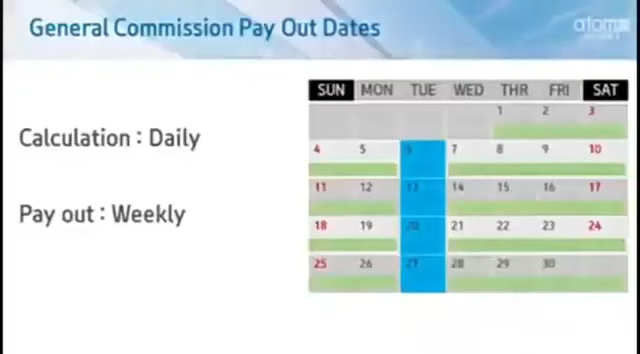 General Commission Pay Out Dates
atom
Calculation : Daily
Pay out : Weekly
SUN MON TUE WED THR FRI SAT
1 2 3
4 5 6 7 8 9 10
11 12 13 14 15 16 17
18 19 20 21 22 23 24
25 26 27 28 29 30